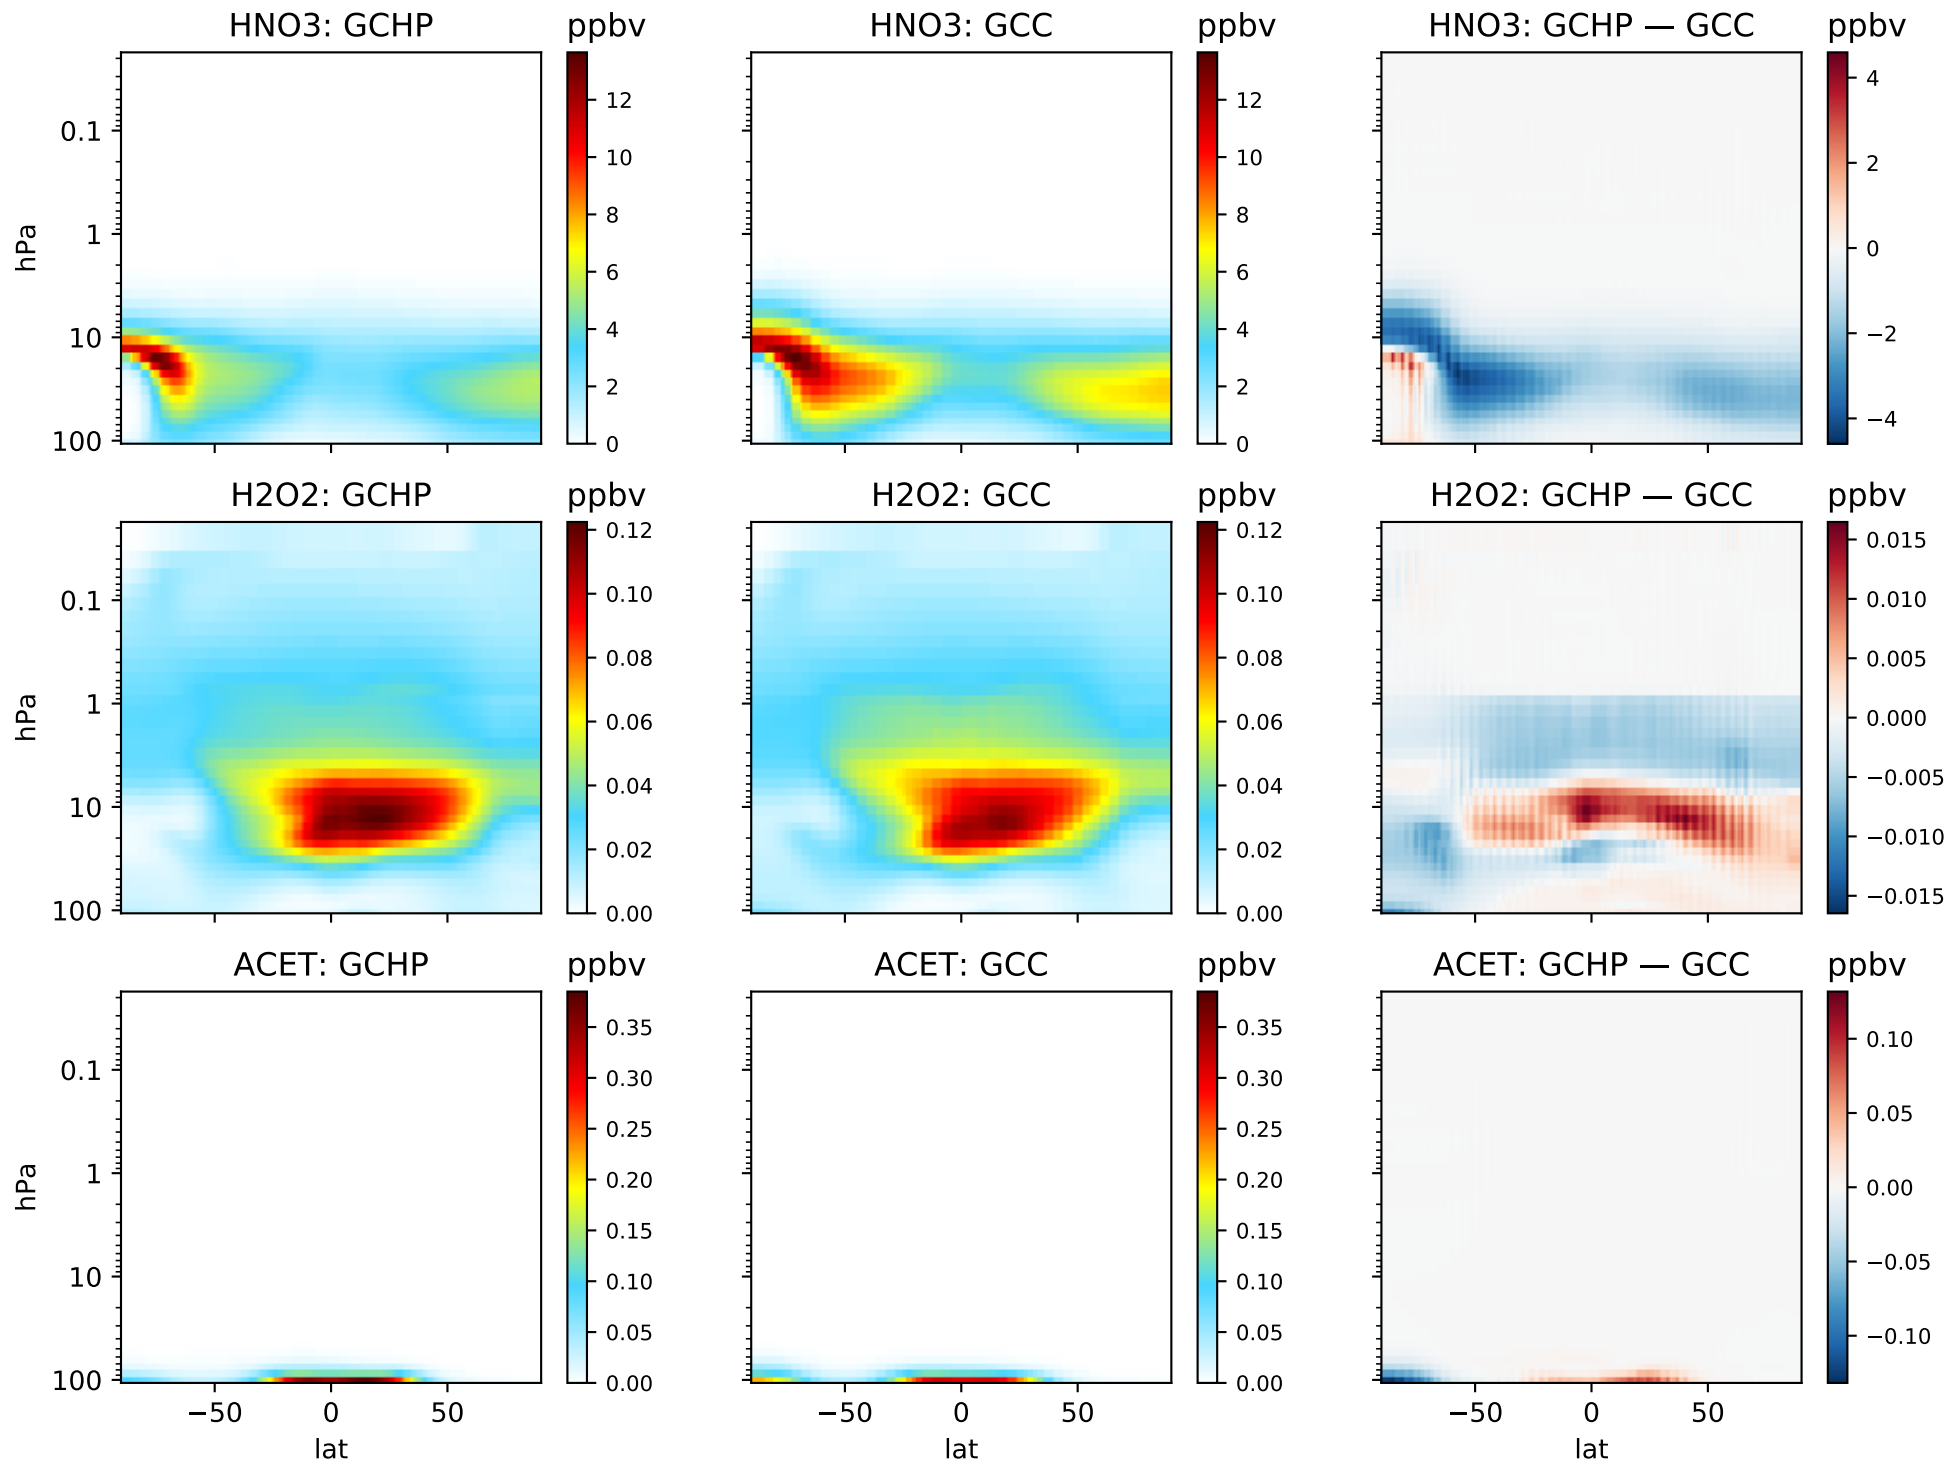 HNO3: GCHP
ppbv
HNO3: GCC
ppbv
HNO3: GCHP — GCC
ppbv
hPa
0.1
1
10
100
12
10
8
6
4
2
0
12
10
8
6
4
2
0
4
2
0
−2
−4
H2O2: GCHP
ppbv
H2O2: GCC
ppbv
H2O2: GCHP — GCC
ppbv
hPa
0.1
1
10
100
0.12
0.10
0.08
0.06
0.04
0.02
0.00
0.12
0.10
0.08
0.06
0.04
0.02
0.00
0.015
0.010
0.005
0.000
−0.005
−0.010
−0.015
ACET: GCHP
ppbv
ACET: GCC
ppbv
ACET: GCHP — GCC
ppbv
hPa
0.1
1
10
100
0.35
0.30
0.25
0.20
0.15
0.10
0.05
0.00
0.35
0.30
0.25
0.20
0.15
0.10
0.05
0.00
0.10
0.05
0.00
−0.05
−0.10
−50 0 50
−50 0 50
−50 0 50
lat
lat
lat